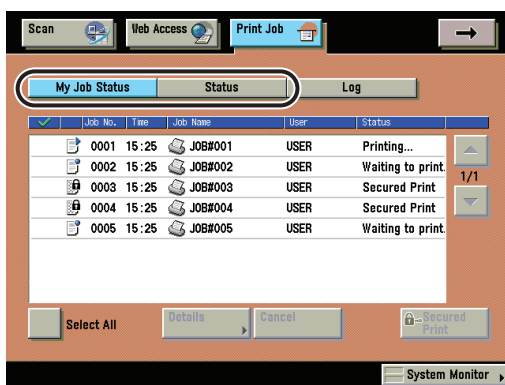 Scan Web Access Print Job
My Job Status Status Log
Job No. Time Job Name User Status
0001 15:25 JOB#001 USER Printing...
0002 15:25 JOB#002 USER Waiting to print.
1/1
0003 15:25 JOB#003 USER Secured Print
0004 15:25 JOB#004 USER Secured Print
0005 15:25 JOB#005 USER Waiting to print.
Select All Details Cancel Secured
Print
System Monitor